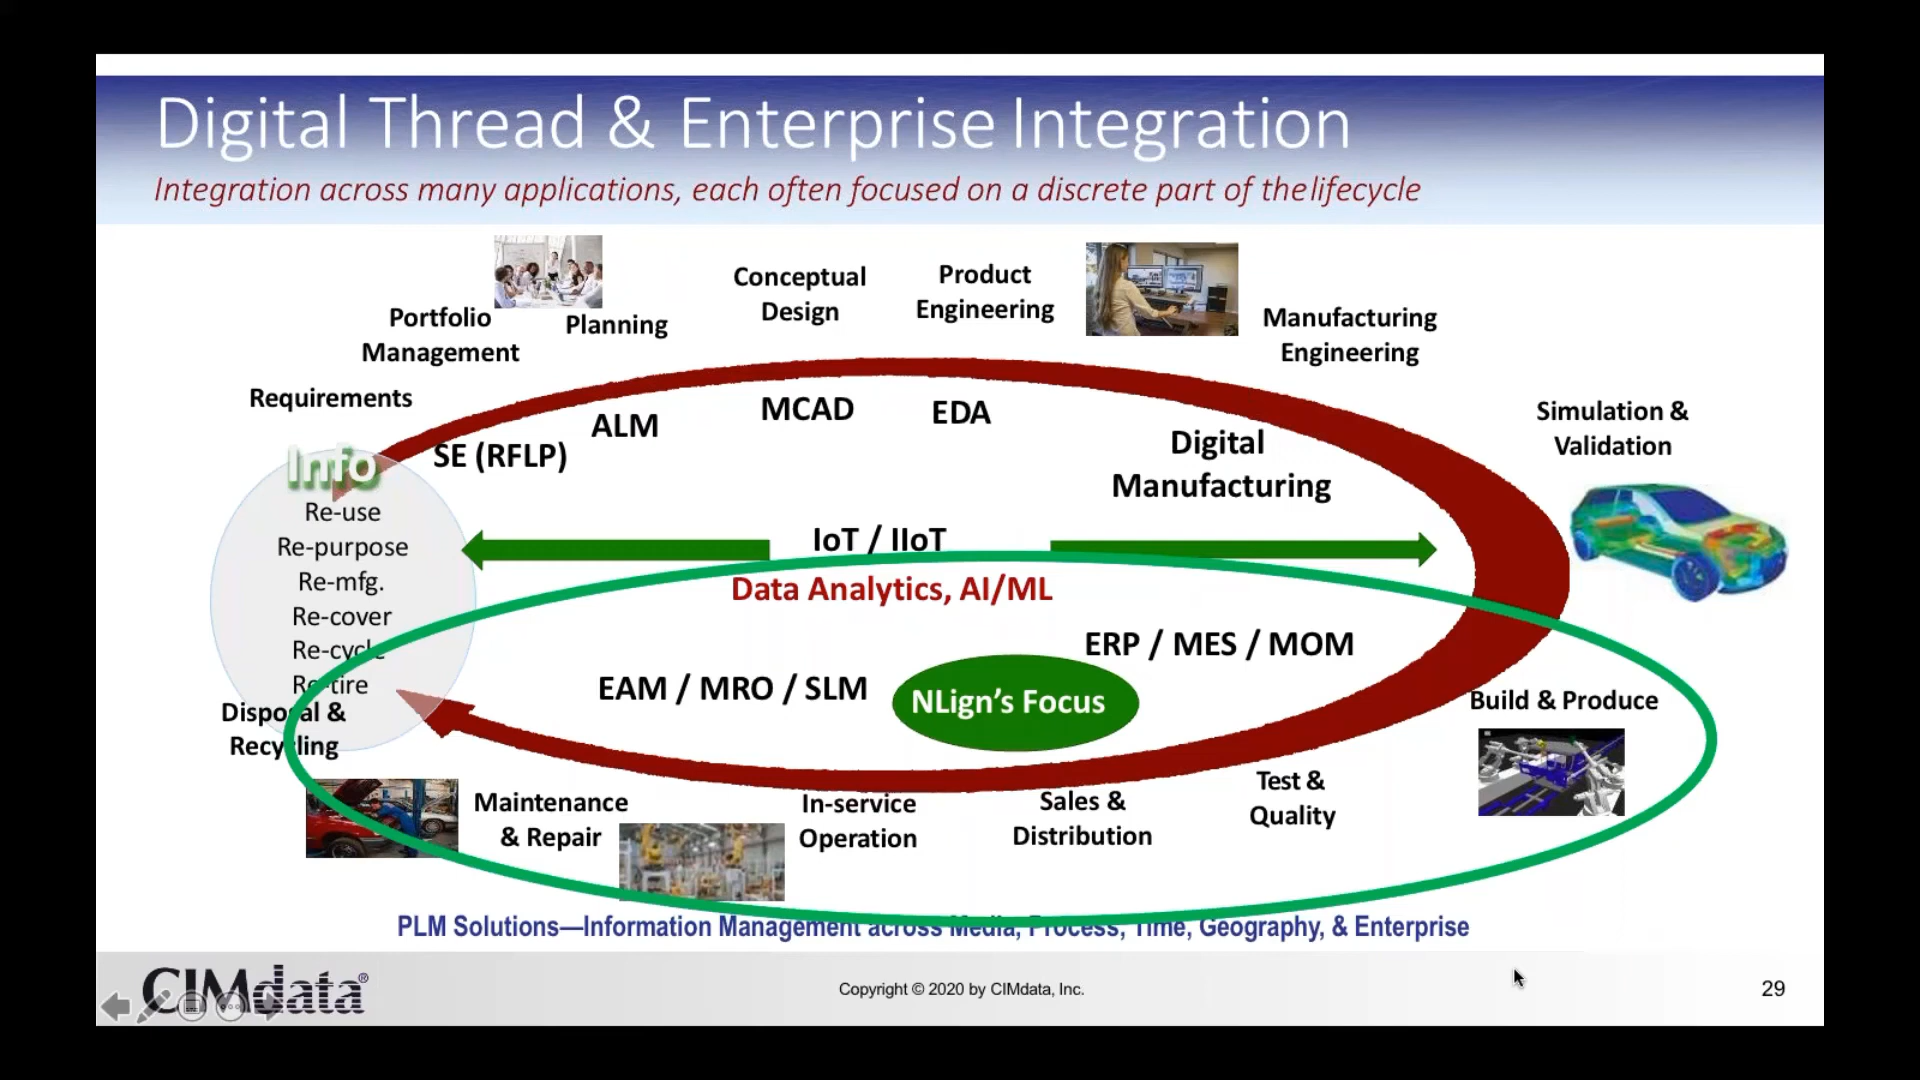 Digital Thread & Enterprise Integration
Integration across many applications, each often focused on a discrete part of the lifecycle
Portfolio
Management
Planning
Conceptual
Design
Product
Engineering
Manufacturing
Engineering
Requirements
Simulation &
Validation
SE (RFLP)
ALM
MCAD
EDA
Digital
Manufacturing
Info
Re-use
Re-purpose
Re-mfg.
Re-cover
Re-cycle
Re-tire
Disposal &
Recycling
IoT / IIoT
Data Analytics, AI/ML
ERP / MES / MOM
EAM / MRO / SLM
NLign’s Focus
Build & Produce
Maintenance
& Repair
In-service
Operation
Sales &
Distribution
Test &
Quality
PLM Solutions—Information Management across Media, Process, Time, Geography, & Enterprise
CIMdata®
Copyright © 2020 by CIMdata, Inc.
29